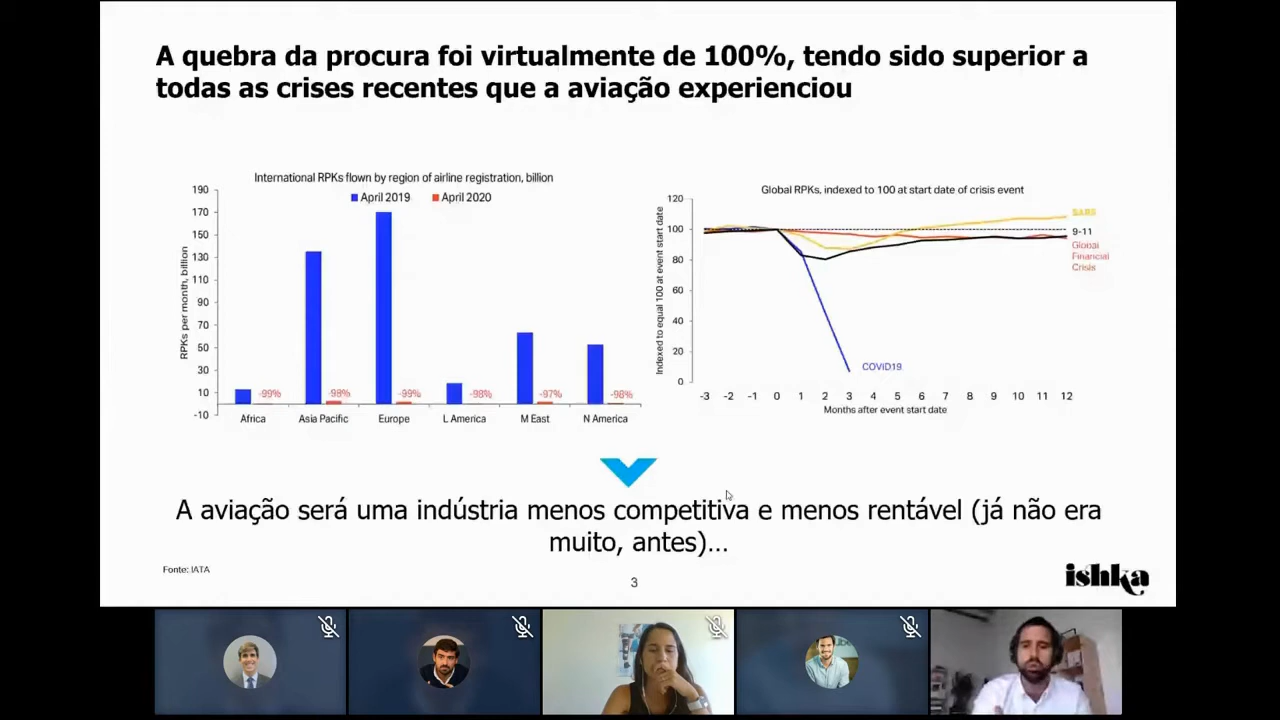 A quebra da procura foi virtualmente de 100%, tendo sido superior a
todas as crises recentes que a aviação experienciou
International RPKs flown by region of airline registration, billion
April 2019
April 2020
RPKs per month, billion
190
170
150
130
110
90
70
50
30
10
-10
-99%
-98%
-99%
-98%
-97%
-98%
Africa
Asia Pacific
Europe
L America
M East
N America
Global RPKs, indexed to 100 at start date of crisis event
Indexed to equal 100 at event start date
120
100
80
60
40
20
0
SARS
9-11
Global
Financial
Crisis
COVID19
-3 -2 -1 0 1 2 3 4 5 6 7 8 9 10 11 12
Months after event start date
A aviação será uma indústria menos competitiva e menos rentável (já não era
muito, antes)...
Fonte: IATA
3
ishka